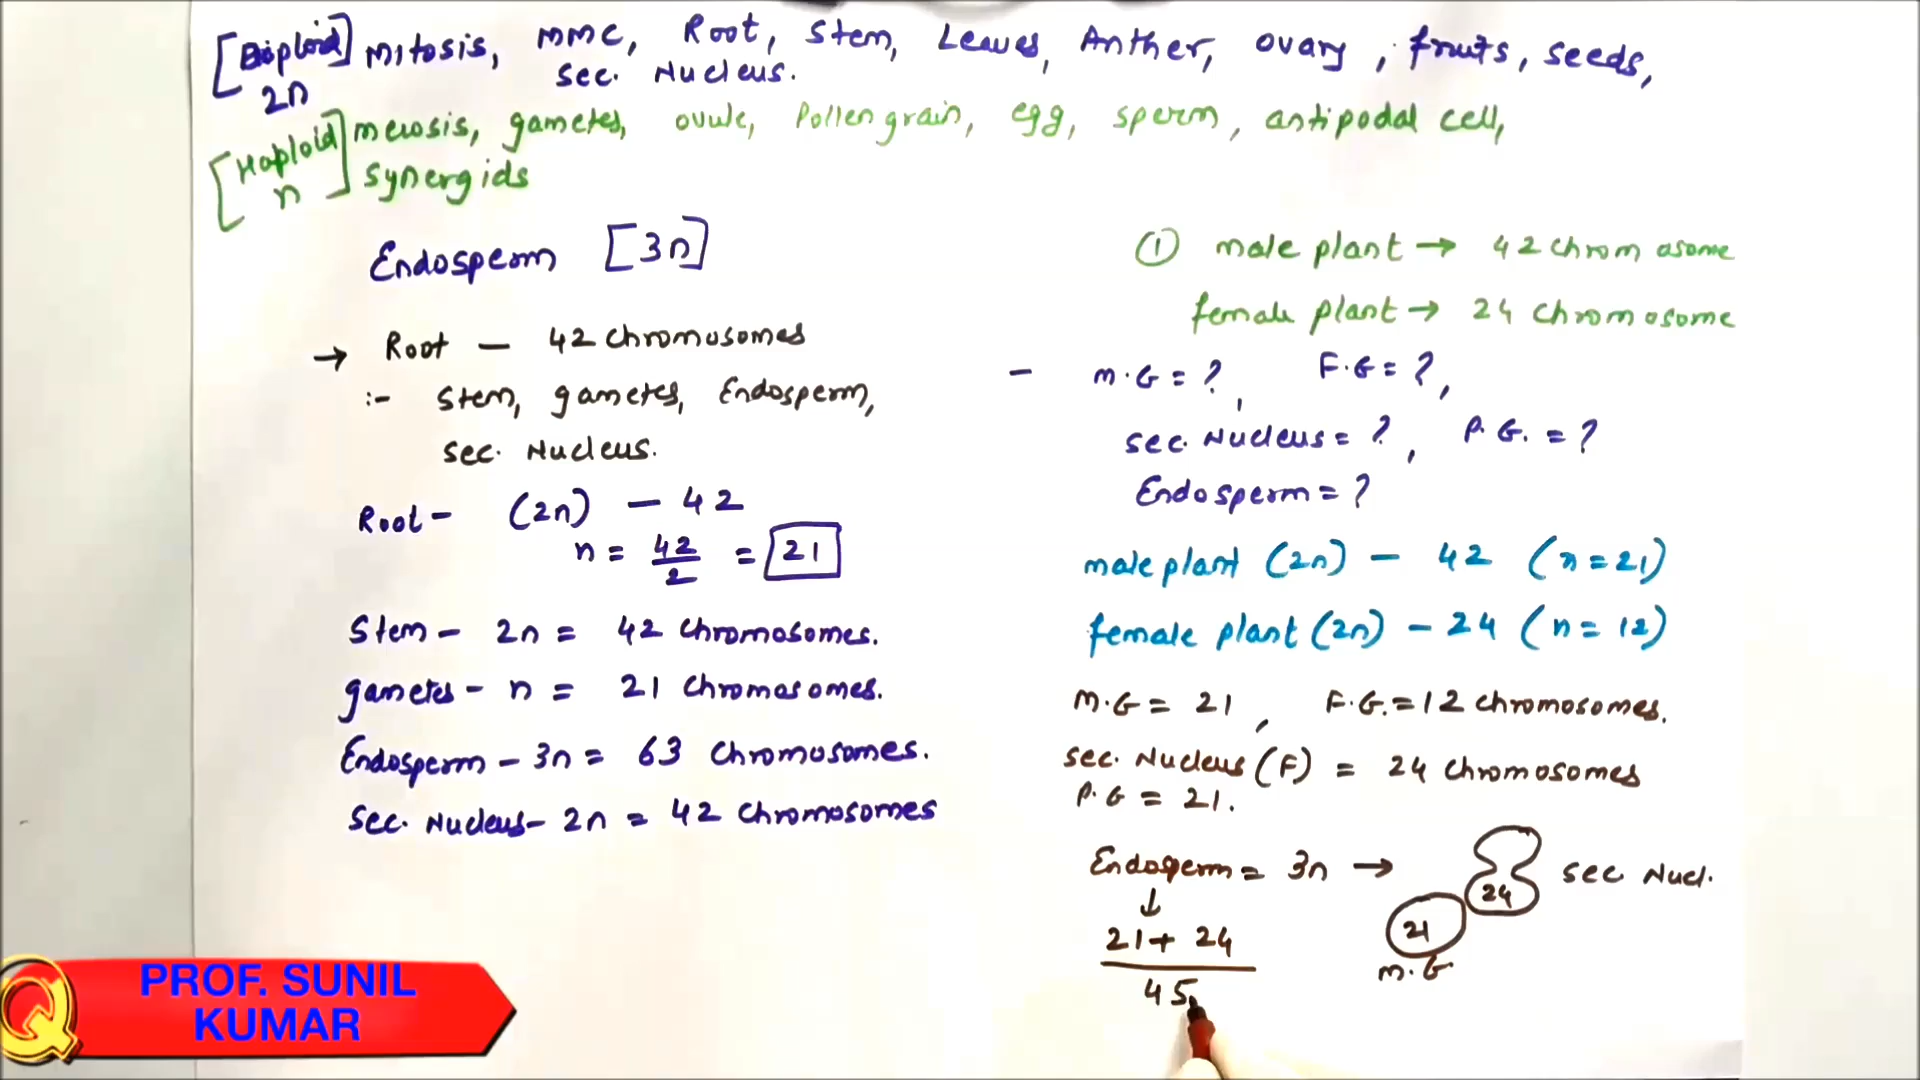 [Diploid] mitosis, mmc, Root, Stem, Leaves, Anther, ovary, fruits, seeds,
2n sec. Nucleus.
[Haploid n] meiosis, gametes, ovule, Pollen grain, egg, sperm, antipodal cell,
synergids
Endosperm [3n]
→ Root — 42 chromosomes
:- Stem, gametes, Endosperm,
sec. Nucleus.
Root - (2n) — 42
n = 42/2 = 21
Stem - 2n = 42 chromosomes.
gametes - n = 21 chromosomes.
Endosperm - 3n = 63 chromosomes.
Sec. Nucleus - 2n = 42 chromosomes
① male plant → 42 chromosome
female plant → 24 chromosome
- M.G = ?, F.G = ?,
sec. Nucleus = ?, P.G. = ?
Endosperm = ?
male plant (2n) — 42 (n = 21)
female plant (2n) - 24 (n = 12)
M.G = 21, F.G. = 12 chromosomes.
sec. Nucleus (F) = 24 chromosomes
P.G = 21.
Endosperm = 3n → 24 sec. Nucl.
↓
21 + 24 21
45 M.G.
PROF. SUNIL
KUMAR